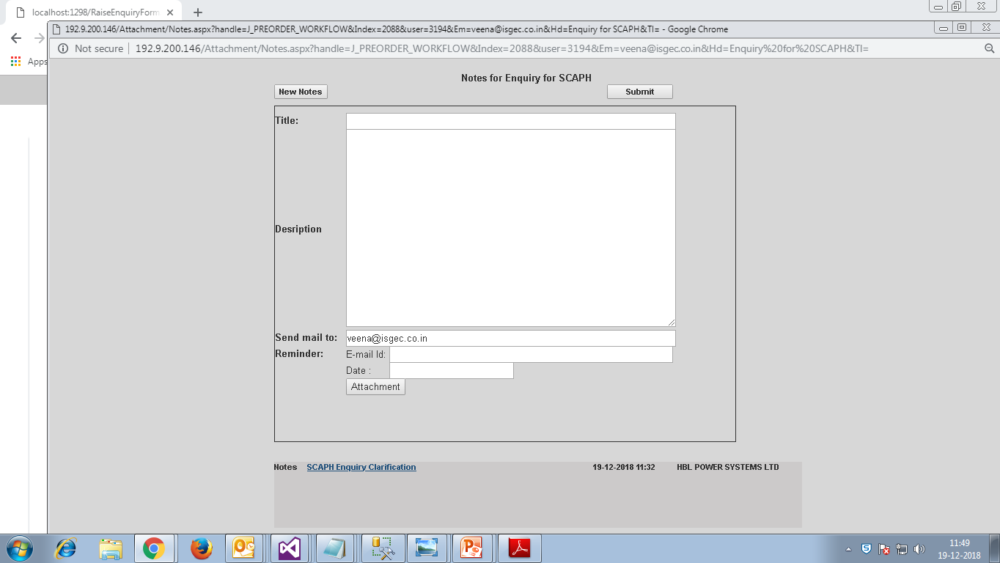 localhost:1298/RaiseEnquiryForm
192.9.200.146/Attachment/Notes.aspx?handle=J_PREORDER_WORKFLOW&Index=2088&user=3194&Em=veena@isgec.co.in&Hd=Enquiry for SCAPH&Tl= - Google Chrome
Not secure 192.9.200.146/Attachment/Notes.aspx?handle=J_PREORDER_WORKFLOW&Index=2088&user=3194&Em=veena@isgec.co.in&Hd=Enquiry%20for%20SCAPH&Tl=
Apps
Notes for Enquiry for SCAPH
New Notes Submit
Title:
Desription
Send mail to: veena@isgec.co.in
Reminder: E-mail Id:
Date :
Attachment
Notes SCAPH Enquiry Clarification 19-12-2018 11:32 HBL POWER SYSTEMS LTD
11:49
19-12-2018